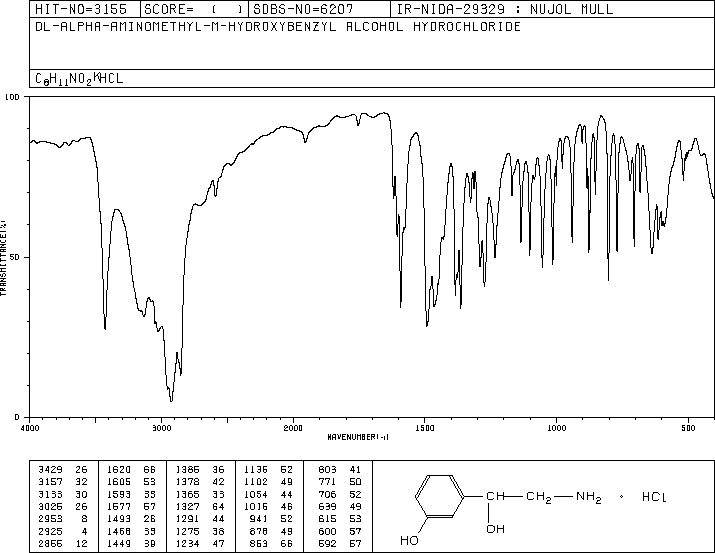 HIT-NO=3155 SCORE= ( ) SDBS-NO=6207 IR-NIDA-29329 : NUJOL MULL
DL-ALPHA-AMINOMETHYL-M-HYDROXYBENZYL ALCOHOL HYDROCHLORIDE
C8H11NO2·HCL
100
50
0
TRANSMITTANCE(%)
4000 3000 2000 1500 1000 500
WAVENUMBER(-1)
3429 26 1620 66 1386 36 1136 52 803 41
3157 32 1605 53 1378 42 1102 49 771 50
3133 30 1593 35 1365 33 1054 44 706 52
3026 26 1577 57 1327 64 1016 46 639 49
2953 8 1493 26 1291 44 941 52 615 53
2925 4 1468 39 1275 38 878 49 600 57
2855 12 1449 39 1234 47 853 66 592 57
HO CH CH2 NH2 · HCl
OH